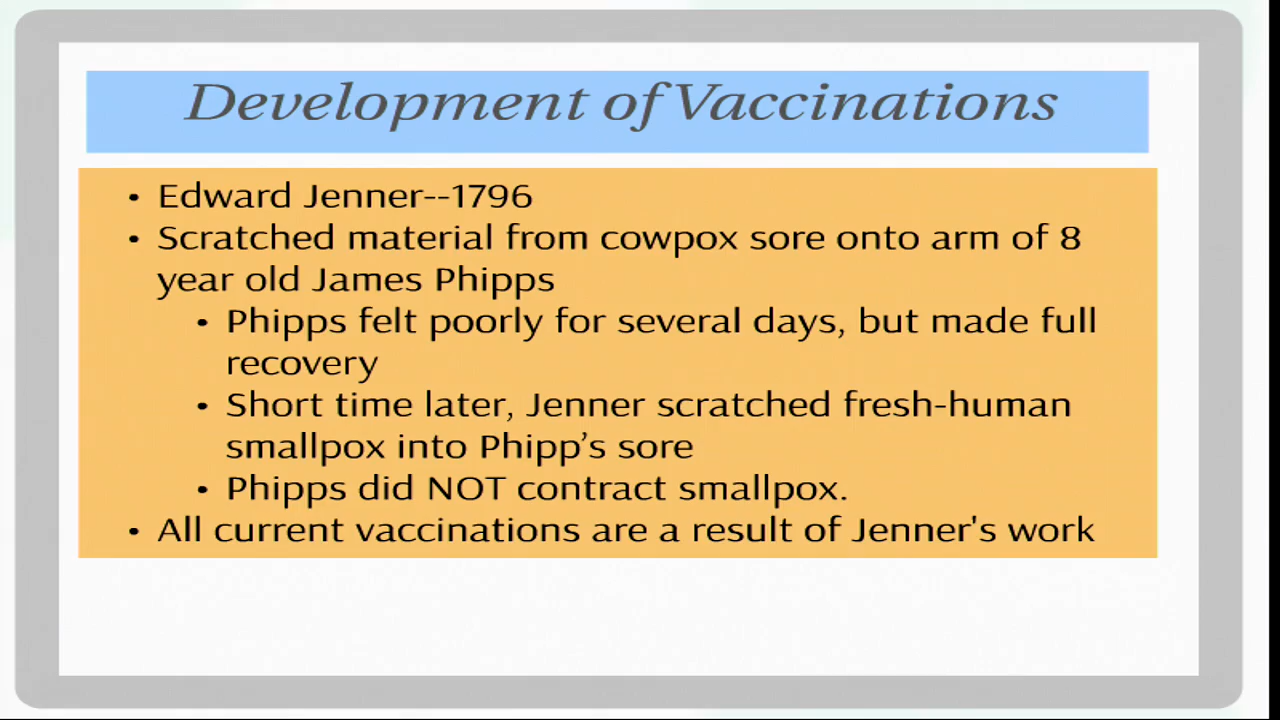 Development of Vaccinations
• Edward Jenner--1796
• Scratched material from cowpox sore onto arm of 8
year old James Phipps
• Phipps felt poorly for several days, but made full
recovery
• Short time later, Jenner scratched fresh-human
smallpox into Phipp’s sore
• Phipps did NOT contract smallpox.
• All current vaccinations are a result of Jenner's work